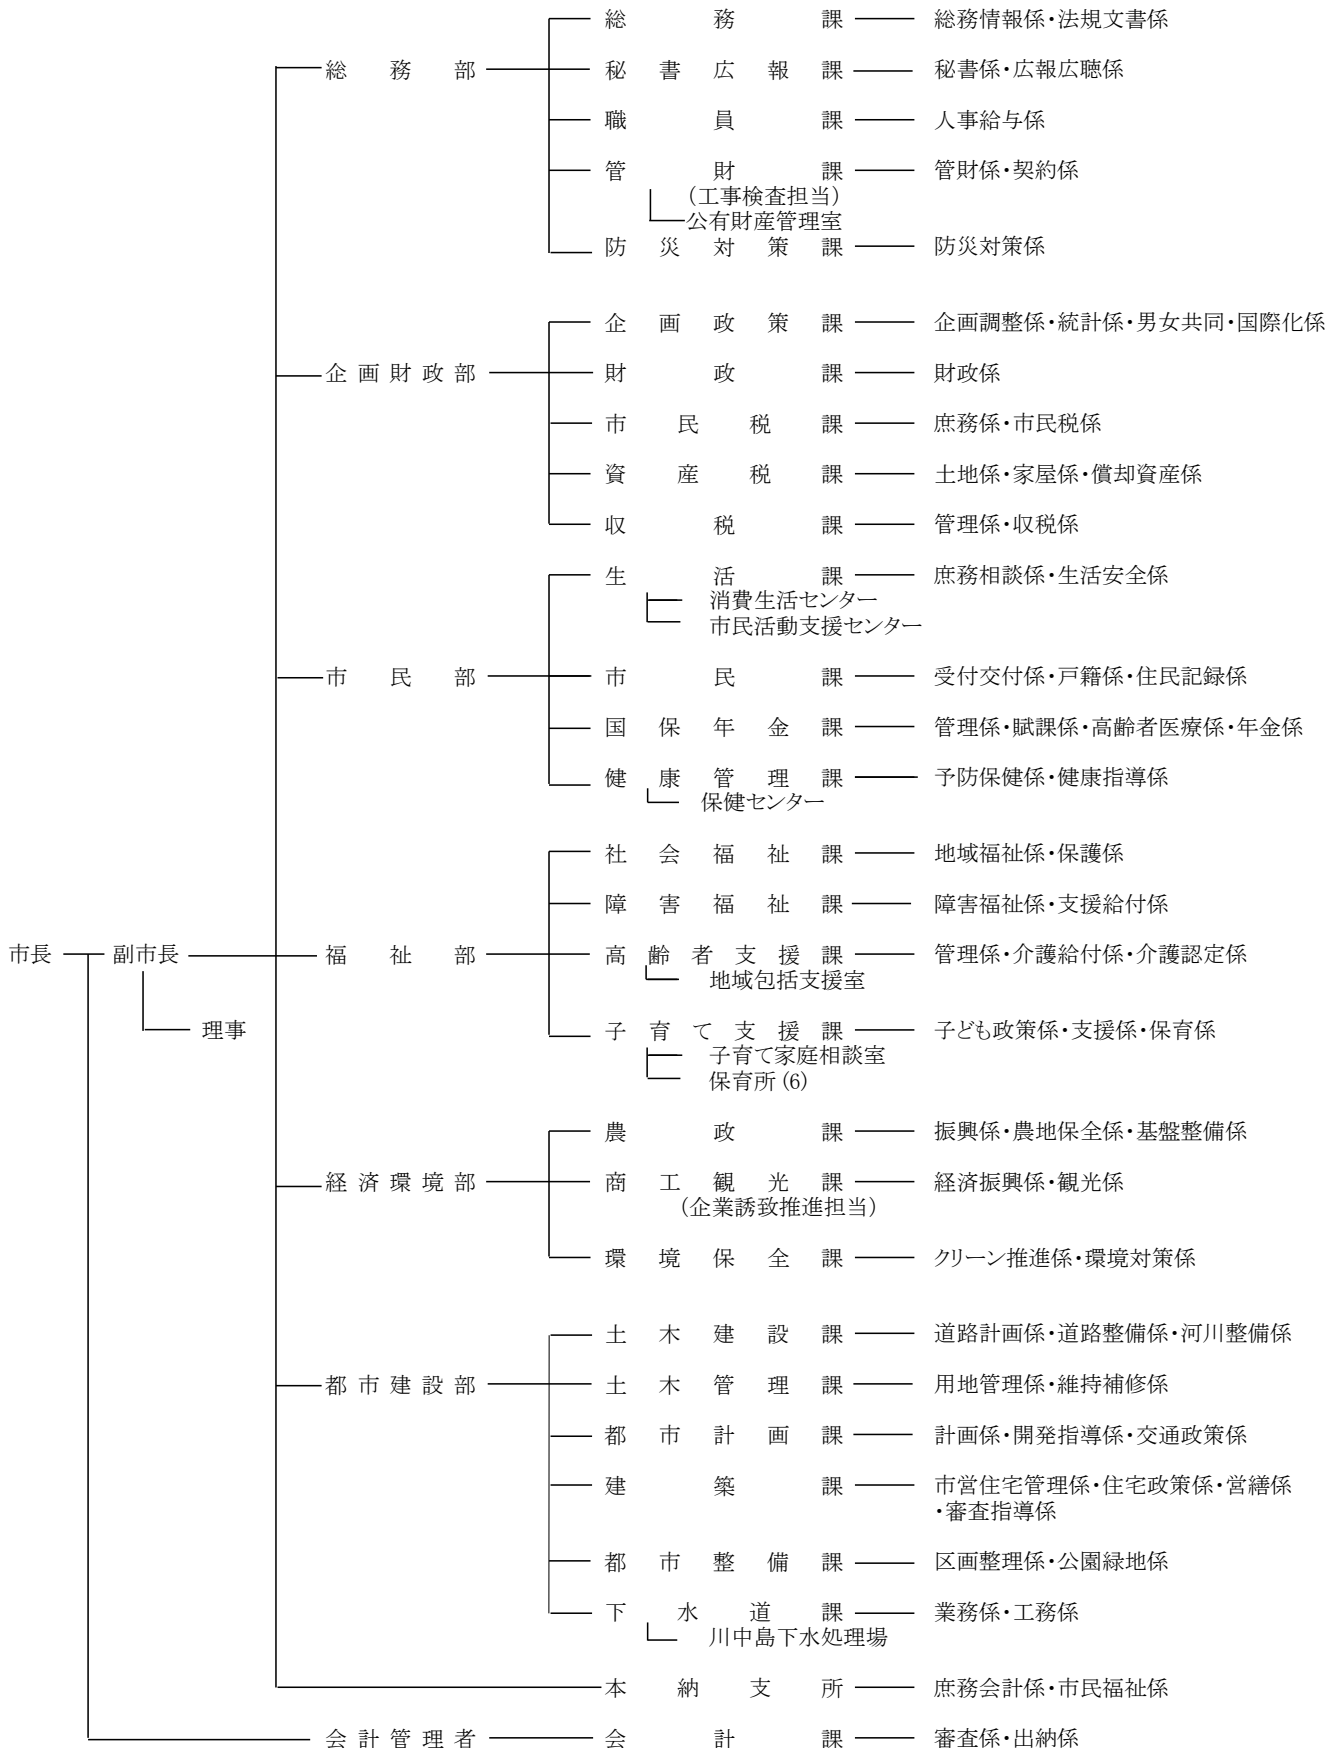 総務課 総務情報係・法規文書係
総務部 秘書広報課 秘書係・広報広聴係
職員課 人事給与係
管財課 管財係・契約係
(工事検査担当)
公有財産管理室
防災対策課 防災対策係
企画政策課 企画調整係・統計係・男女共同・国際化係
企画財政部 財政課 財政係
市民税課 庶務係・市民税係
資産税課 土地係・家屋係・償却資産係
収税課 管理係・収税係
生活課 庶務相談係・生活安全係
消費生活センター
市民活動支援センター
市民部 市民課 受付交付係・戸籍係・住民記録係
国保年金課 管理係・賦課係・高齢者医療係・年金係
健康管理課 予防保健係・健康指導係
保健センター
社会福祉課 地域福祉係・保護係
障害福祉課 障害福祉係・支援給付係
市長 副市長 福祉部 高齢者支援課 管理係・介護給付係・介護認定係
地域包括支援室
理事 子育て支援課 子ども政策係・支援係・保育係
子育て家庭相談室
保育所(6)
農政課 振興係・農地保全係・基盤整備係
経済環境部 商工観光課 経済振興係・観光係
(企業誘致推進担当)
環境保全課 クリーン推進係・環境対策係
土木建設課 道路計画係・道路整備係・河川整備係
都市建設部 土木管理課 用地管理係・維持補修係
都市計画課 計画係・開発指導係・交通政策係
建築課 市営住宅管理係・住宅政策係・営繕係
・審査指導係
都市整備課 区画整理係・公園緑地係
下水道課 業務係・工務係
川中島下水処理場
本納支所 庶務会計係・市民福祉係
会計管理者 会計課 審査係・出納係